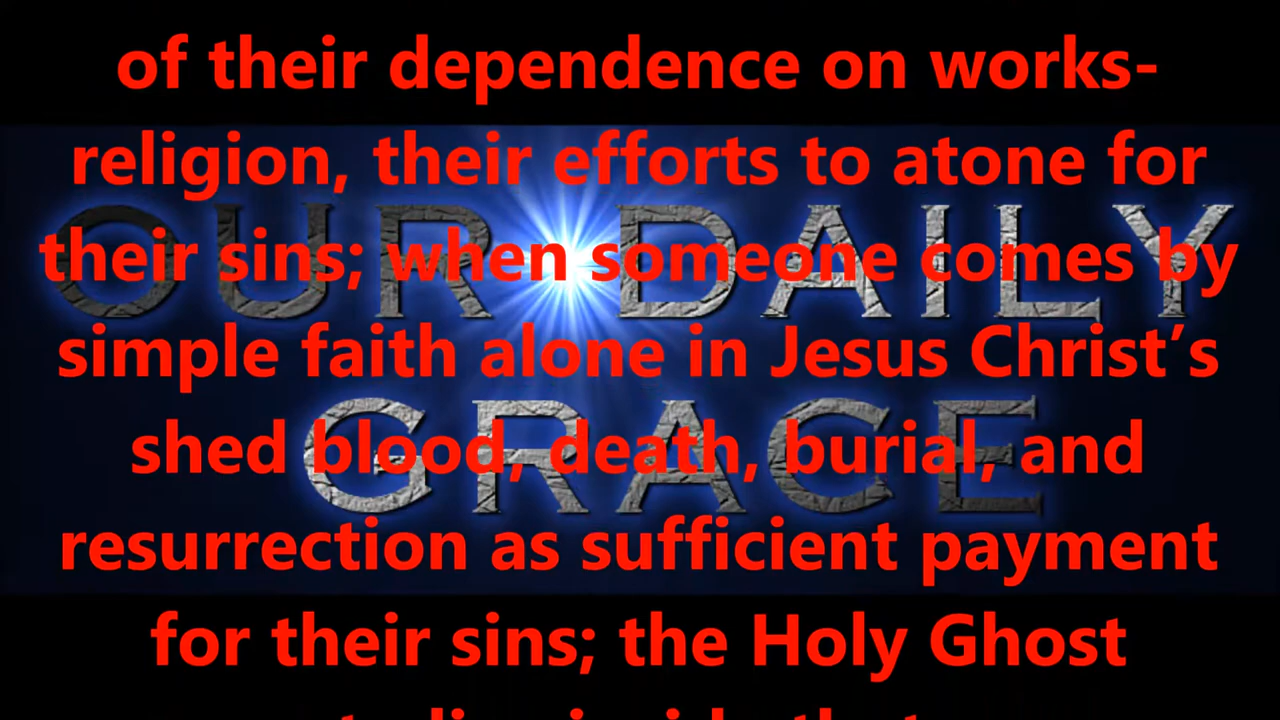 of their dependence on works-
religion, their efforts to atone for
OUR DAILY
their sins; when someone comes by
simple faith alone in Jesus Christ’s
GRACE
shed blood, death, burial, and
resurrection as sufficient payment
for their sins; the Holy Ghost